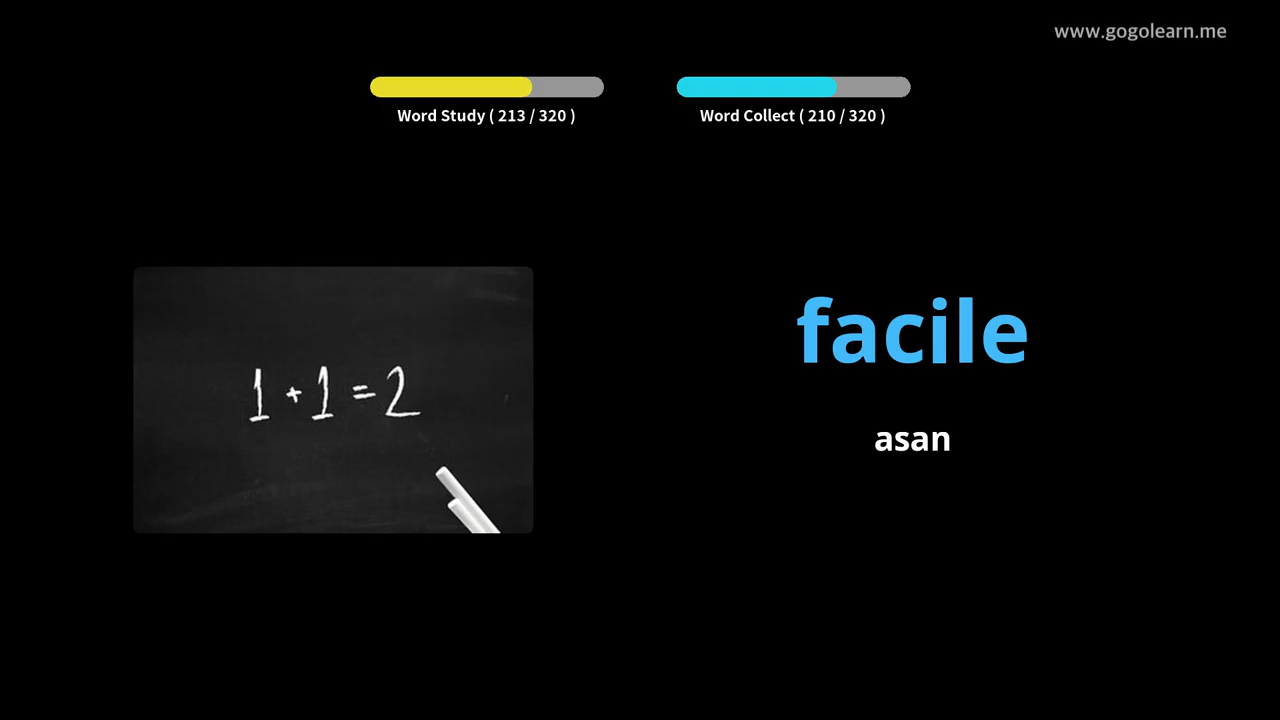 www.gogolearn.me
Word Study ( 213 / 320 )
Word Collect ( 210 / 320 )
1 + 1 = 2
facile
asan